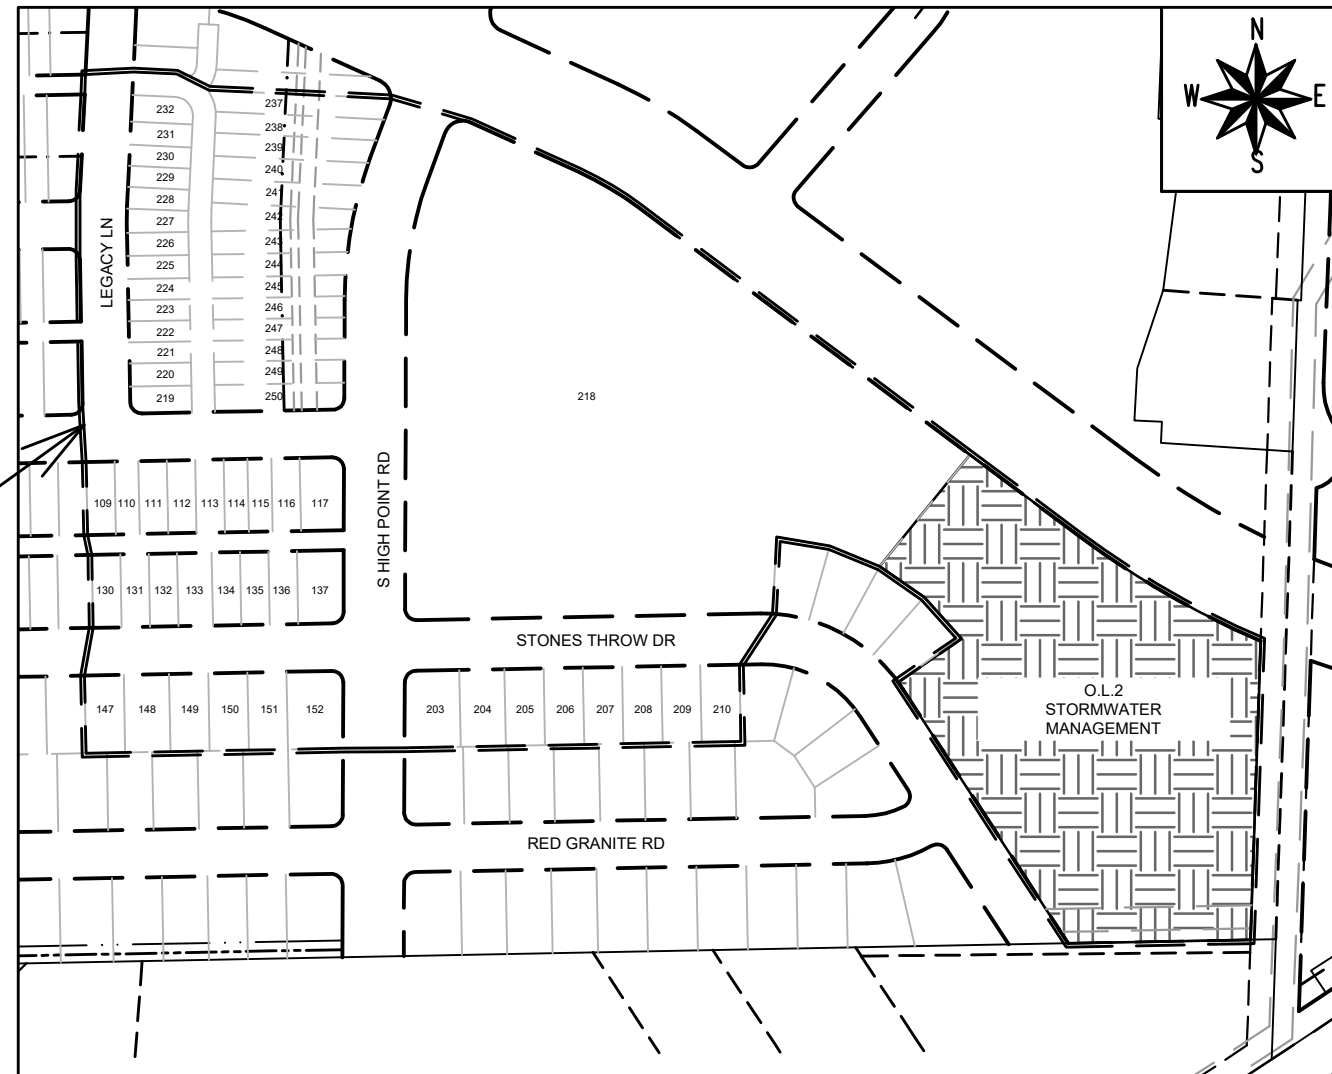 N
W E
S
232
231
230
229
228
227
226
225
224
223
222
221
220
219
237
238
239
240
241
242
243
244
245
246
247
248
249
250
LEGACY LN
218
S HIGH POINT RD
109 110 111 112 113 114 115 116 117
130 131 132 133 134 135 136 137
STONES THROW DR
147 148 149 150 151 152
203 204 205 206 207 208 209 210
O.L.2
STORMWATER
MANAGEMENT
RED GRANITE RD